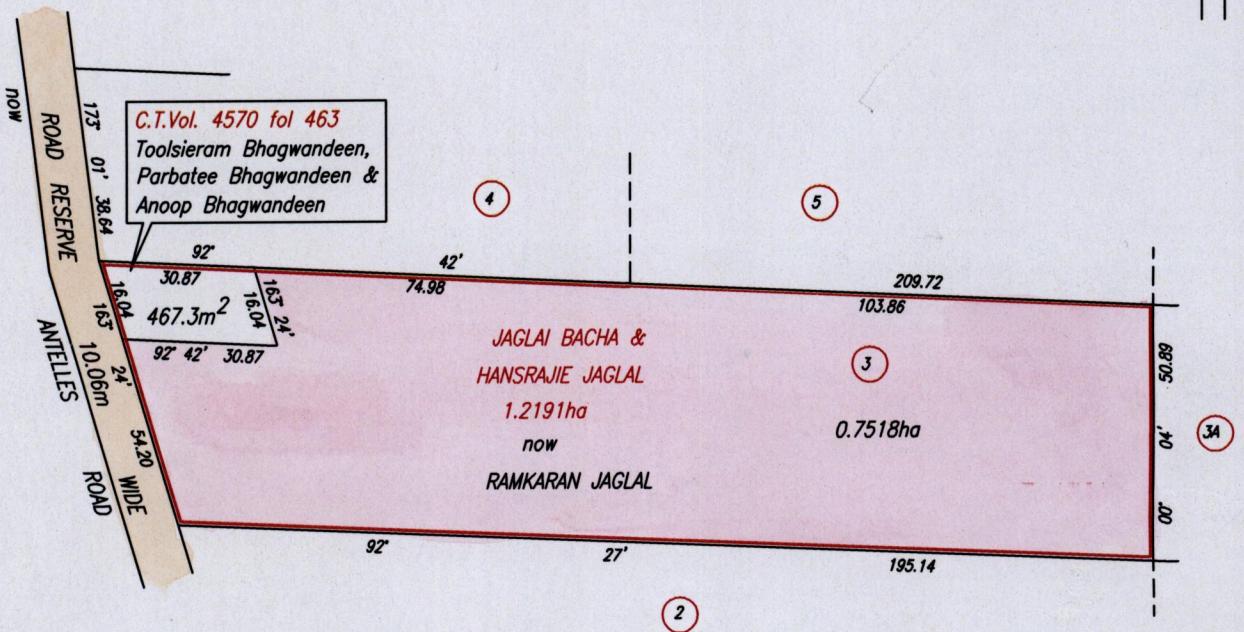 C.T.Vol. 4570 fol 463
Toolsieram Bhagwandeen,
Parbatee Bhagwandeen &
Anoop Bhagwandeen
now
ROAD RESERVE
10.06m
WIDE
ANTELLES
ROAD
173° 01' 38.64
4
5
92° 42' 209.72
30.87
74.98
103.86
16.04
163° 24'
54.20
467.3m²
163° 24'
16.04
92° 42' 30.87
JAGLAI BACHA &
HANSRAJIE JAGLAL
1.2191ha
now
RAMKARAN JAGLAL
3
0.7518ha
50.89
04'
00°
3A
92° 27' 195.14
2